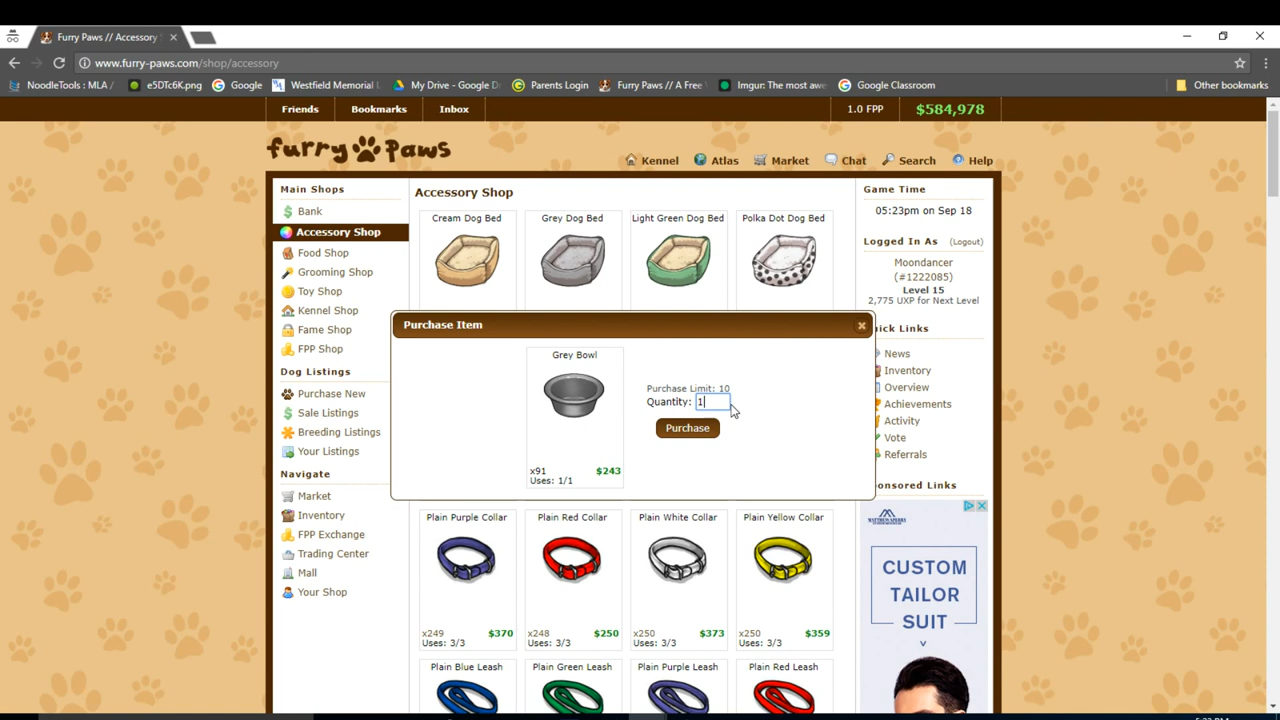 Furry Paws // Accessory
www.furry-paws.com/shop/accessory
NoodleTools : MLA /
e5DTc6K.png
Google
Westfield Memorial
My Drive - Google D
Parents Login
Furry Paws // A Free
Imgur: The most awe
Google Classroom
Other bookmarks
Friends
Bookmarks
Inbox
1.0 FPP
$584,978
furry paws
Kennel
Atlas
Market
Chat
Search
Help
Main Shops
Bank
Accessory Shop
Food Shop
Grooming Shop
Toy Shop
Kennel Shop
Fame Shop
FPP Shop
Dog Listings
Purchase New
Sale Listings
Breeding Listings
Your Listings
Navigate
Market
Inventory
FPP Exchange
Trading Center
Mall
Your Shop
Accessory Shop
Cream Dog Bed
Grey Dog Bed
Light Green Dog Bed
Polka Dot Dog Bed
Purchase Item
Grey Bowl
x91 $243
Uses: 1/1
Purchase Limit: 10
Quantity: 1
Purchase
Plain Purple Collar
Plain Red Collar
Plain White Collar
Plain Yellow Collar
x249 $370
Uses: 3/3
x248 $250
Uses: 3/3
x250 $373
Uses: 3/3
x250 $359
Uses: 3/3
Plain Blue Leash
Plain Green Leash
Plain Purple Leash
Plain Red Leash
Game Time
05:23pm on Sep 18
Logged In As (Logout)
Moondancer
(#1222085)
Level 15
2,775 UXP for Next Level
uick Links
News
Inventory
Overview
Achievements
Activity
Vote
Referrals
ponsored Links
CUSTOM
TAILOR
SUIT